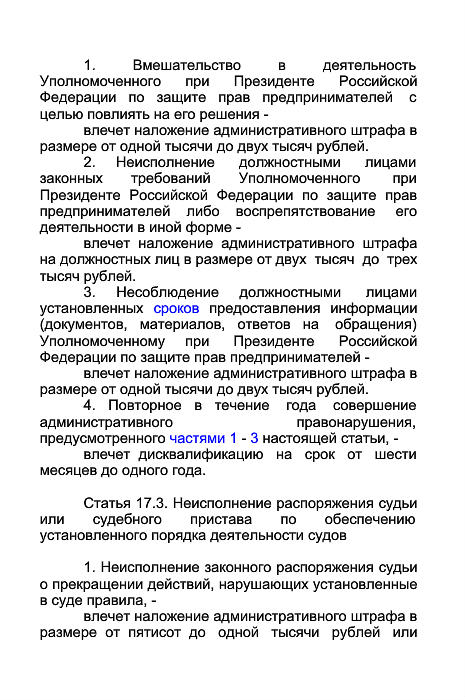 1. Вмешательство в деятельность
Уполномоченного при Президенте Российской
Федерации по защите прав предпринимателей с
целью повлиять на его решения -
влечет наложение административного штрафа в
размере от одной тысячи до двух тысяч рублей.
2. Неисполнение должностными лицами
законных требований Уполномоченного при
Президенте Российской Федерации по защите прав
предпринимателей либо воспрепятствование его
деятельности в иной форме -
влечет наложение административного штрафа
на должностных лиц в размере от двух тысяч до трех
тысяч рублей.
3. Несоблюдение должностными лицами
установленных сроков предоставления информации
(документов, материалов, ответов на обращения)
Уполномоченному при Президенте Российской
Федерации по защите прав предпринимателей -
влечет наложение административного штрафа в
размере от одной тысячи до двух тысяч рублей.
4. Повторное в течение года совершение
административного правонарушения,
предусмотренного частями 1 - 3 настоящей статьи, -
влечет дисквалификацию на срок от шести
месяцев до одного года.
Статья 17.3. Неисполнение распоряжения судьи
или судебного пристава по обеспечению
установленного порядка деятельности судов
1. Неисполнение законного распоряжения судьи
о прекращении действий, нарушающих установленные
в суде правила, -
влечет наложение административного штрафа в
размере от пятисот до одной тысячи рублей или